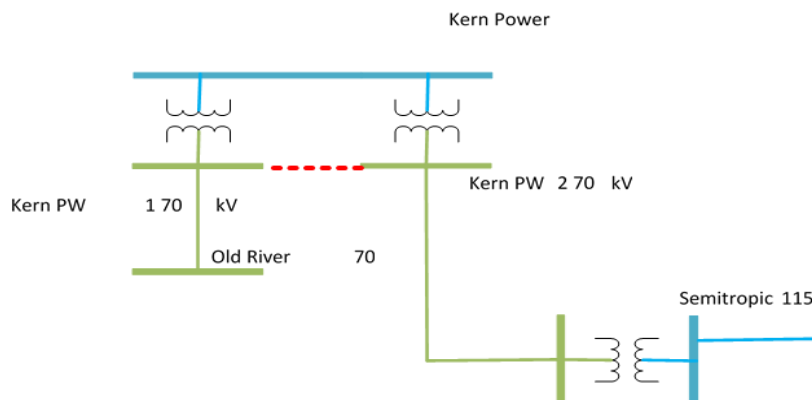 Kern Power
Kern PW 2 70 kV
Kern PW 1 70 kV
Old River 70
Semitropic 115